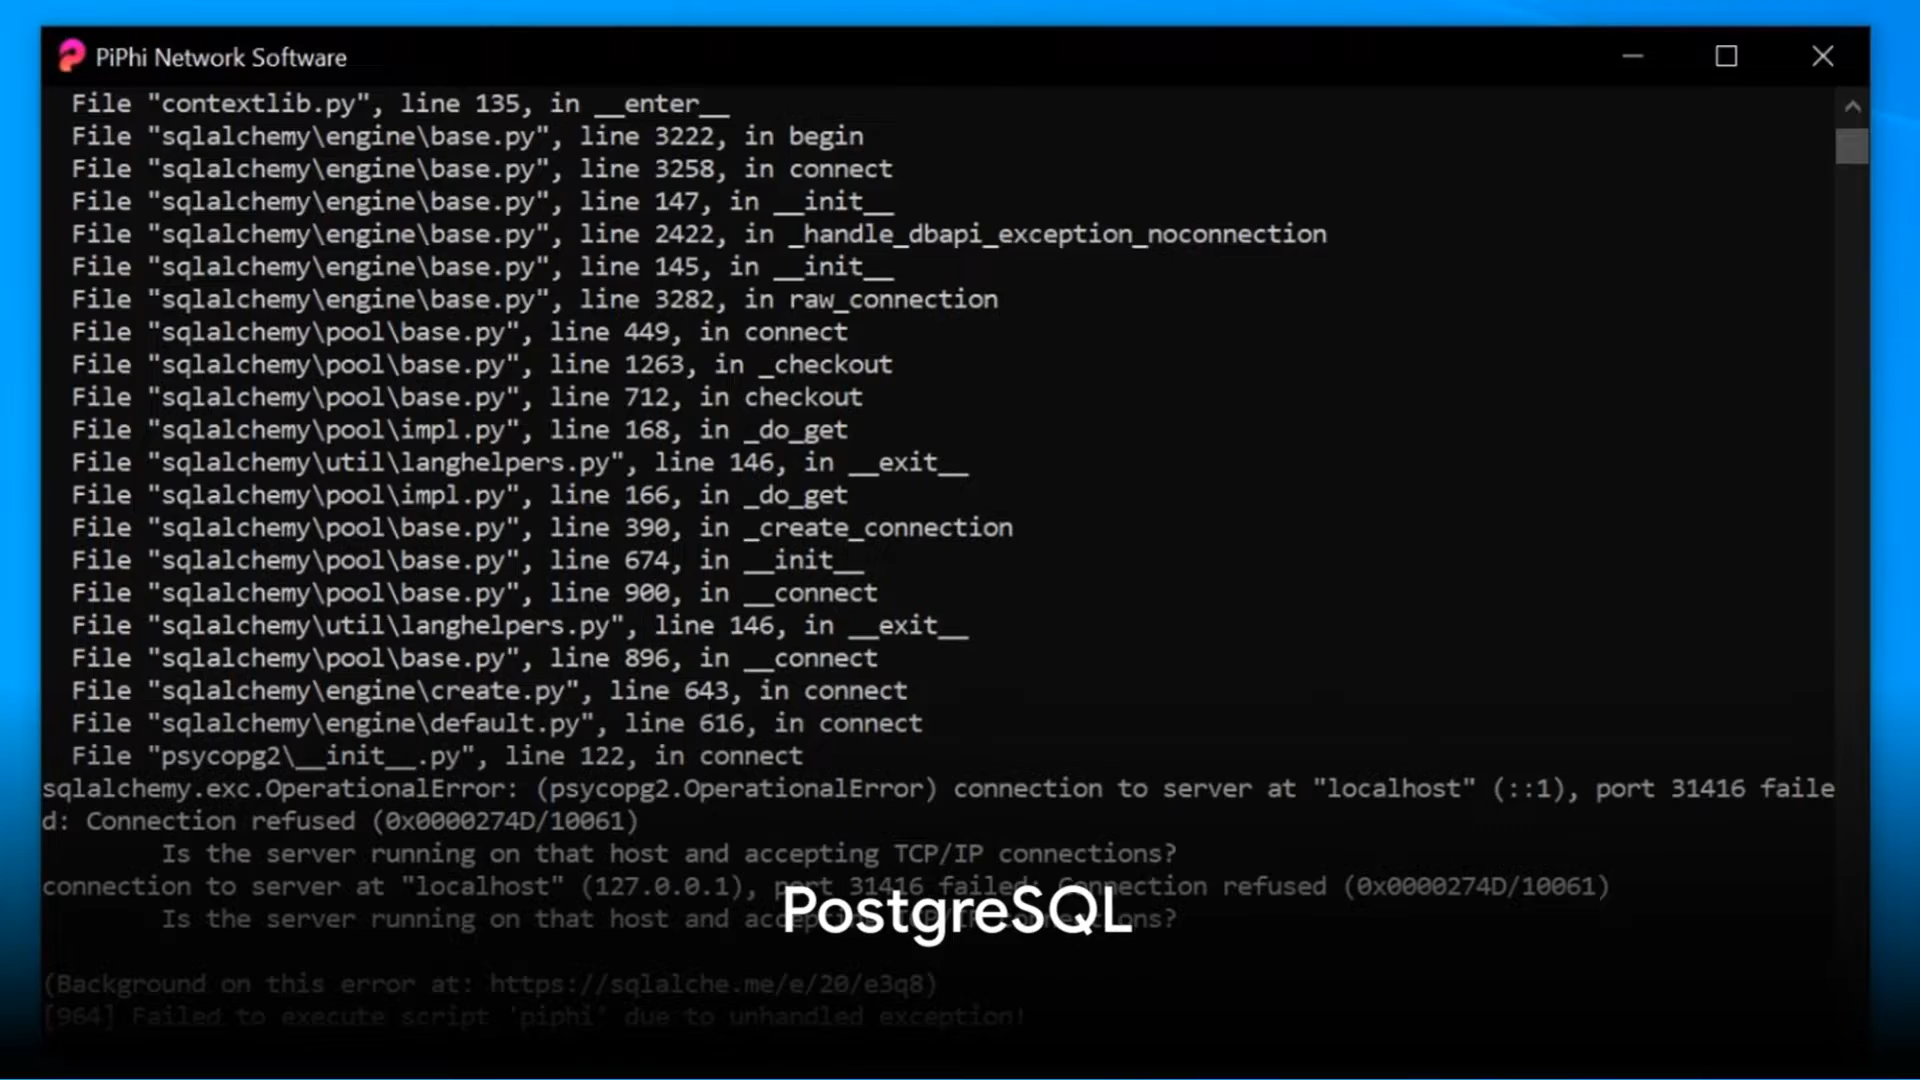 PiPhi Network Software
File "contextlib.py", line 135, in __enter__
File "sqlalchemy\engine\base.py", line 3222, in begin
File "sqlalchemy\engine\base.py", line 3258, in connect
File "sqlalchemy\engine\base.py", line 147, in __init__
File "sqlalchemy\engine\base.py", line 2422, in _handle_dbapi_exception_noconnection
File "sqlalchemy\engine\base.py", line 145, in __init__
File "sqlalchemy\engine\base.py", line 3282, in raw_connection
File "sqlalchemy\pool\base.py", line 449, in connect
File "sqlalchemy\pool\base.py", line 1263, in _checkout
File "sqlalchemy\pool\base.py", line 712, in checkout
File "sqlalchemy\pool\impl.py", line 168, in _do_get
File "sqlalchemy\util\langhelpers.py", line 146, in __exit__
File "sqlalchemy\pool\impl.py", line 166, in _do_get
File "sqlalchemy\pool\base.py", line 390, in _create_connection
File "sqlalchemy\pool\base.py", line 674, in __init__
File "sqlalchemy\pool\base.py", line 900, in __connect
File "sqlalchemy\util\langhelpers.py", line 146, in __exit__
File "sqlalchemy\pool\base.py", line 896, in __connect
File "sqlalchemy\engine\create.py", line 643, in connect
File "sqlalchemy\engine\default.py", line 616, in connect
File "psycopg2\__init__.py", line 122, in connect
sqlalchemy.exc.OperationalError: (psycopg2.OperationalError) connection to server at "localhost" (::1), port 31416 faile
d: Connection refused (0x0000274D/10061)
Is the server running on that host and accepting TCP/IP connections?
connection to server at "localhost" (127.0.0.1), port 31416 failed: Connection refused (0x0000274D/10061)
Is the server running on that host and accepting TCP/IP connections?
PostgreSQL
(Background on this error at: https://sqlalche.me/e/20/e3q8)
[964] Failed to execute script 'piphi' due to unhandled exception!